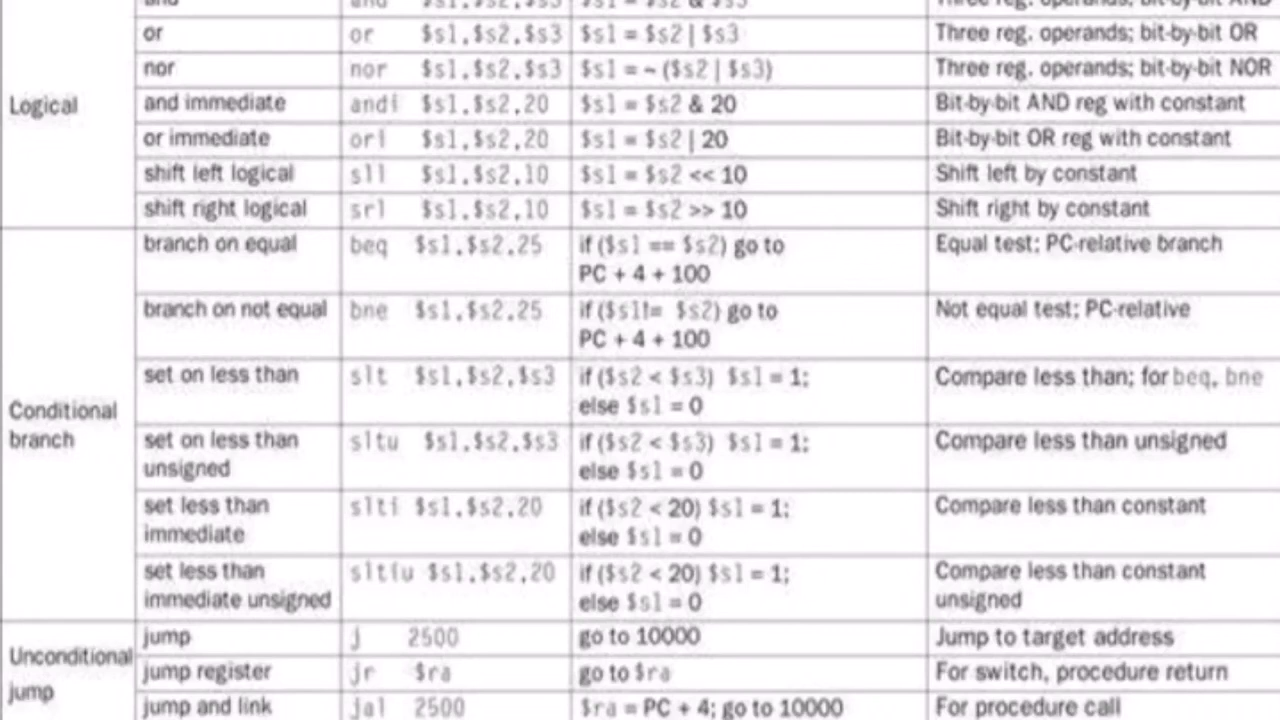 and and $s1,$s2,$s3 $s1 = $s2 & $s3 Three reg. operands; bit-by-bit AND
or or $s1,$s2,$s3 $s1 = $s2 | $s3 Three reg. operands; bit-by-bit OR
nor nor $s1,$s2,$s3 $s1 = ~ ($s2 | $s3) Three reg. operands; bit-by-bit NOR
Logical and immediate andi $s1,$s2,20 $s1 = $s2 & 20 Bit-by-bit AND reg with constant
or immediate ori $s1,$s2,20 $s1 = $s2 | 20 Bit-by-bit OR reg with constant
shift left logical sll $s1,$s2,10 $s1 = $s2 << 10 Shift left by constant
shift right logical srl $s1,$s2,10 $s1 = $s2 >> 10 Shift right by constant
branch on equal beq $s1,$s2,25 if ($s1 == $s2) go to Equal test; PC-relative branch
PC + 4 + 100
branch on not equal bne $s1,$s2,25 if ($s1!= $s2) go to Not equal test; PC-relative
PC + 4 + 100
set on less than slt $s1,$s2,$s3 if ($s2 < $s3) $s1 = 1; Compare less than; for beq, bne
Conditional else $s1 = 0
branch set on less than sltu $s1,$s2,$s3 if ($s2 < $s3) $s1 = 1; Compare less than unsigned
unsigned else $s1 = 0
set less than slti $s1,$s2,20 if ($s2 < 20) $s1 = 1; Compare less than constant
immediate else $s1 = 0
set less than sltiu $s1,$s2,20 if ($s2 < 20) $s1 = 1; Compare less than constant
immediate unsigned else $s1 = 0 unsigned
jump j 2500 go to 10000 Jump to target address
Unconditional jump register jr $ra go to $ra For switch, procedure return
jump jump and link jal 2500 $ra = PC + 4; go to 10000 For procedure call